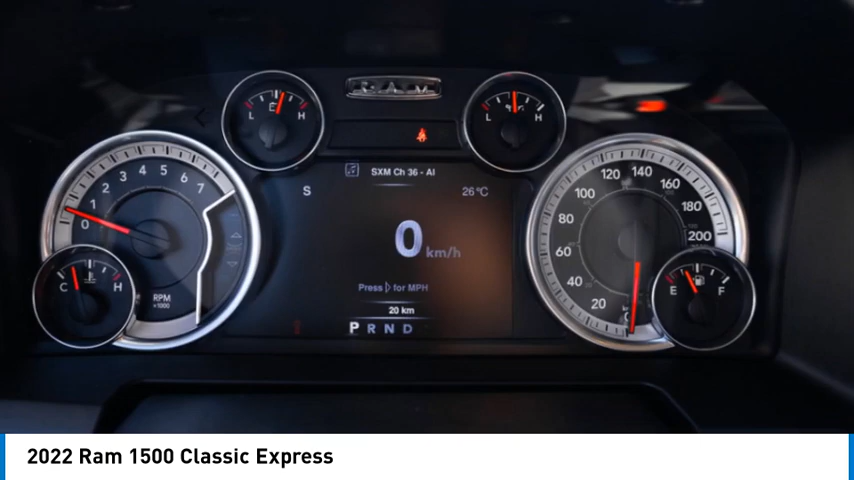 RAM
L H
L H
SXM Ch 36 - Al
S
26°C
0 1 2 3 4 5 6 7
RPM
x1000
C H
0 km/h
Press for MPH
20 km
P R N D
20 40 60 80 100 120 140 160 180 200
E F
2022 Ram 1500 Classic Express